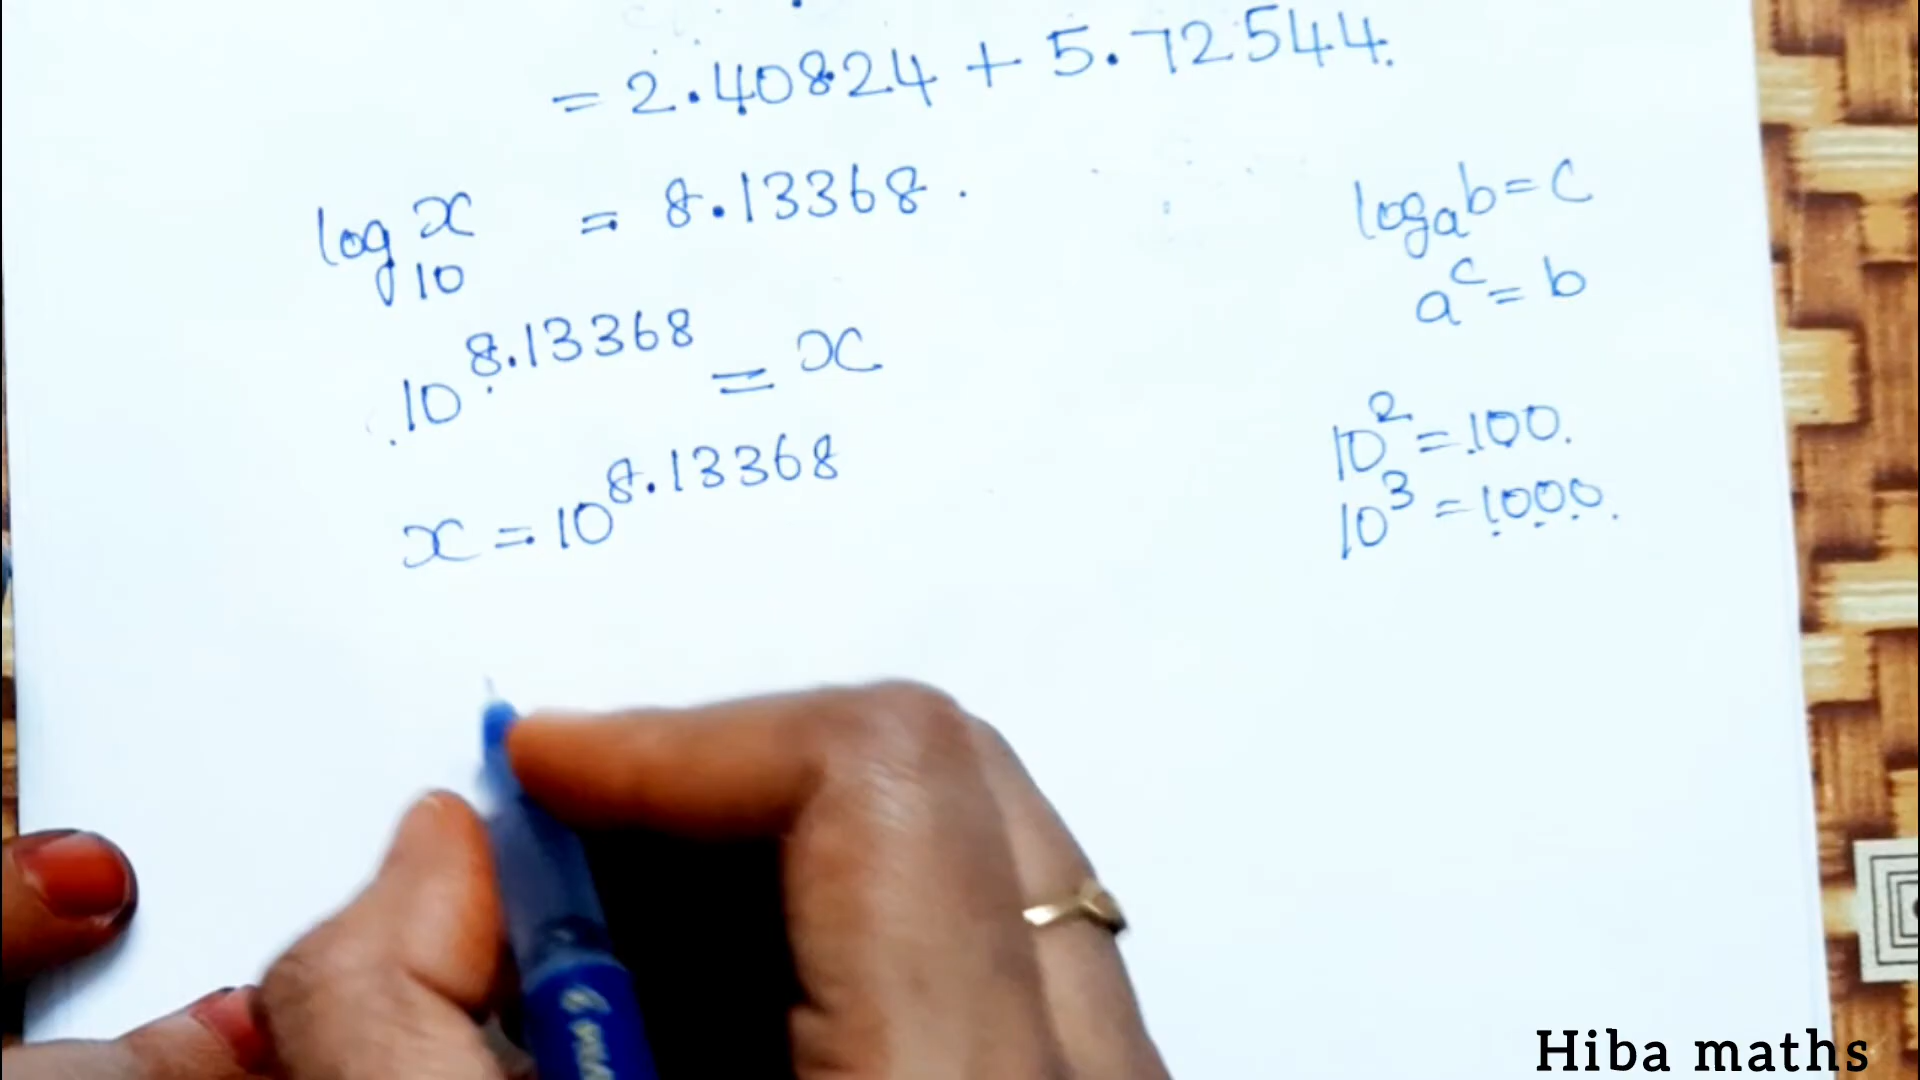 = 2.40824 + 5.72544.
log₁₀ x = 8.13368.
10^8.13368 = x
x = 10^8.13368
logₐb = c
a^c = b
10² = 100.
10³ = 1000.
Hiba maths